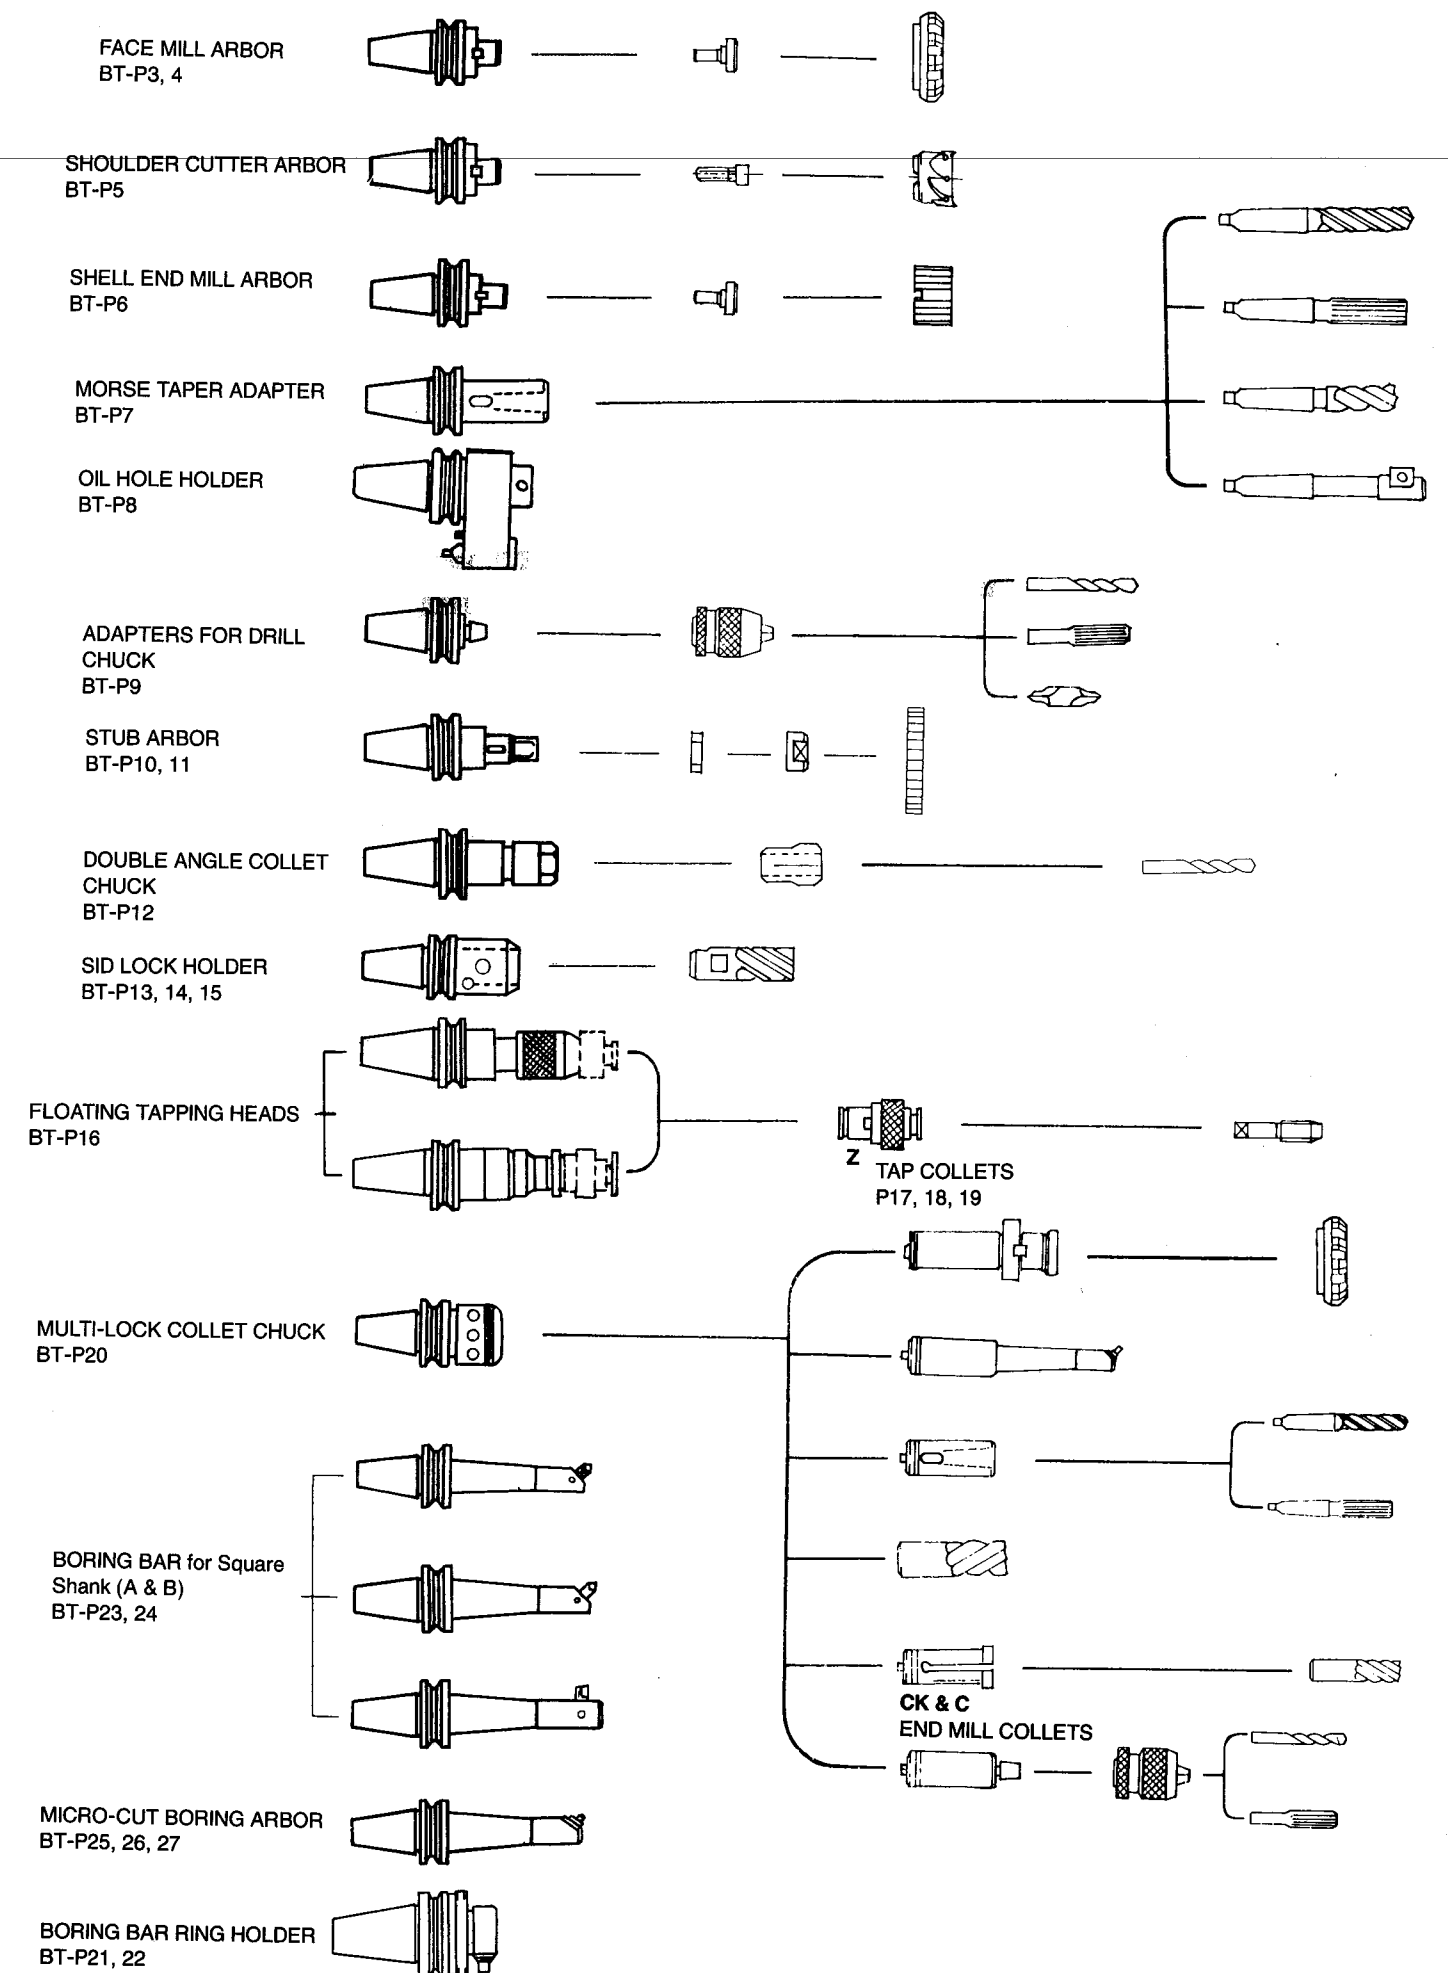 FACE MILL ARBOR
BT-P3, 4
SHOULDER CUTTER ARBOR
BT-P5
SHELL END MILL ARBOR
BT-P6
MORSE TAPER ADAPTER
BT-P7
OIL HOLE HOLDER
BT-P8
ADAPTERS FOR DRILL
CHUCK
BT-P9
STUB ARBOR
BT-P10, 11
DOUBLE ANGLE COLLET
CHUCK
BT-P12
SID LOCK HOLDER
BT-P13, 14, 15
FLOATING TAPPING HEADS
BT-P16
Z
TAP COLLETS
P17, 18, 19
MULTI-LOCK COLLET CHUCK
BT-P20
BORING BAR for Square
Shank (A & B)
BT-P23, 24
CK & C
END MILL COLLETS
MICRO-CUT BORING ARBOR
BT-P25, 26, 27
BORING BAR RING HOLDER
BT-P21, 22